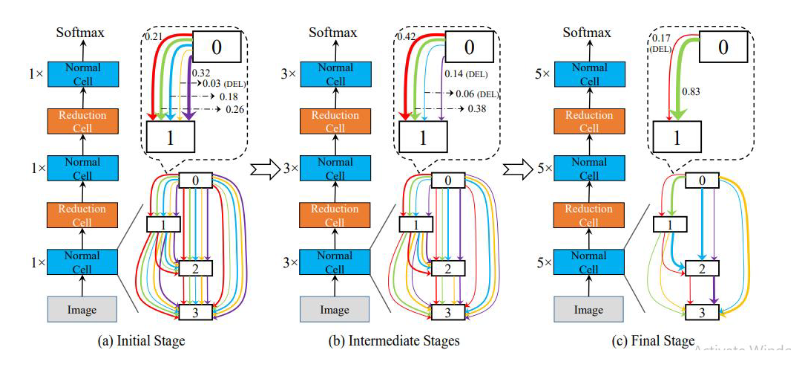 Softmax
1×
Normal
Cell
Reduction
Cell
1×
Normal
Cell
Reduction
Cell
1×
Normal
Cell
Image
0.21
0
0.32
0.03 (DEL)
0.18
0.26
1
0
1
2
3
(a) Initial Stage
Softmax
3×
Normal
Cell
Reduction
Cell
3×
Normal
Cell
Reduction
Cell
3×
Normal
Cell
Image
0.42
0
0.14 (DEL)
0.06 (DEL)
0.38
1
0
1
2
3
(b) Intermediate Stages
Softmax
5×
Normal
Cell
Reduction
Cell
5×
Normal
Cell
Reduction
Cell
5×
Normal
Cell
Image
0.17
(DEL)
0
0.83
1
0
1
2
3
(c) Final Stage